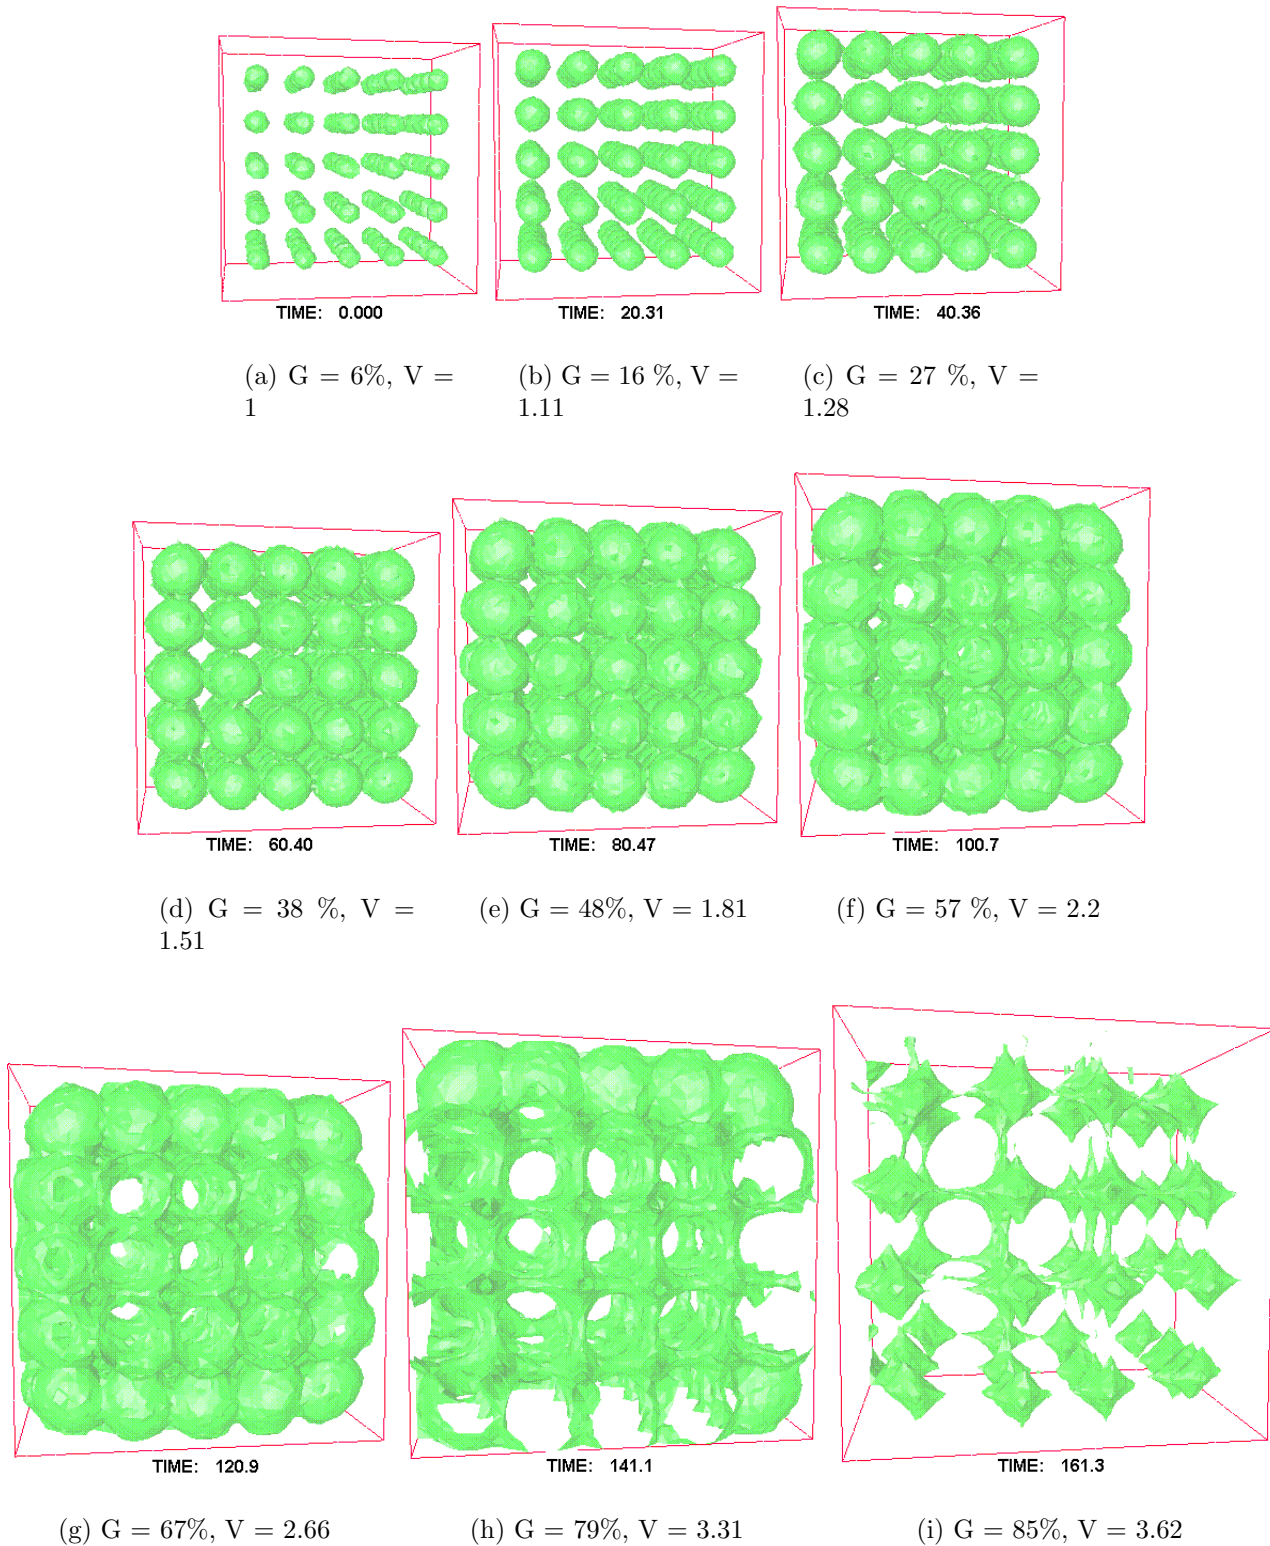 TIME: 0.000
TIME: 20.31
TIME: 40.36
(a) G = 6%, V =
1
(b) G = 16 %, V =
1.11
(c) G = 27 %, V =
1.28
TIME: 60.40
TIME: 80.47
TIME: 100.7
(d) G = 38 %, V =
1.51
(e) G = 48%, V = 1.81
(f) G = 57 %, V = 2.2
TIME: 120.9
TIME: 141.1
TIME: 161.3
(g) G = 67%, V = 2.66
(h) G = 79%, V = 3.31
(i) G = 85%, V = 3.62